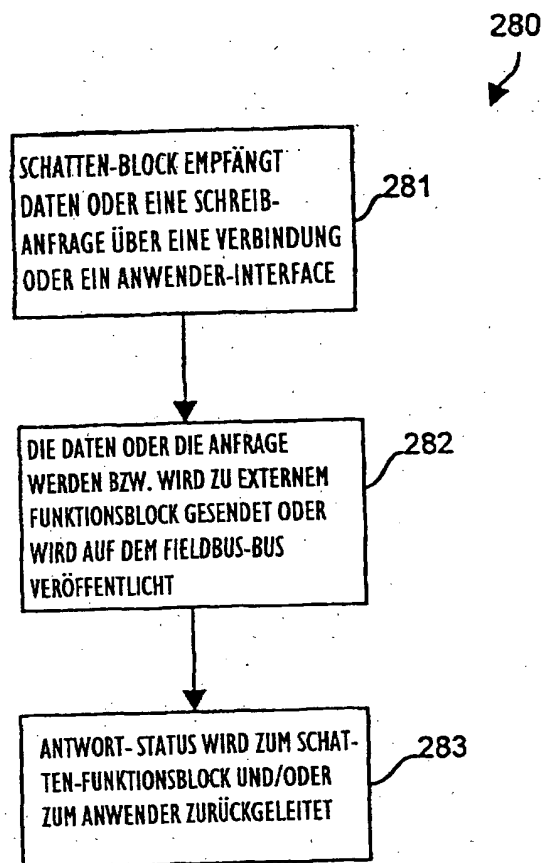 280
SCHATTEN-BLOCK EMPFÄNGT
DATEN ODER EINE SCHREIB-
ANFRAGE ÜBER EINE VERBINDUNG
ODER EIN ANWENDER-INTERFACE
281
DIE DATEN ODER DIE ANFRAGE
WERDEN BZW. WIRD ZU EXTERNEM
FUNKTIONSBLOCK GESENDET ODER
WIRD AUF DEM FIELDBUS-BUS
VERÖFFENTLICHT
282
ANTWORT- STATUS WIRD ZUM SCHAT-
TEN-FUNKTIONSBLOCK UND/ODER
ZUM ANWENDER ZURÜCKGELEITET
283